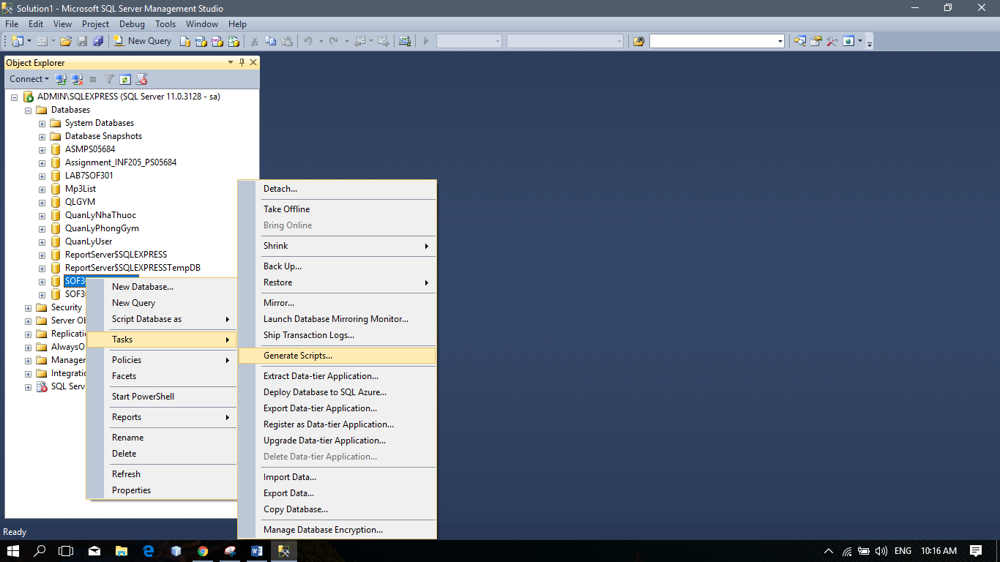 Solution1 - Microsoft SQL Server Management Studio
File Edit View Project Debug Tools Window Help
New Query
Object Explorer
Connect
ADMIN\SQLEXPRESS (SQL Server 11.0.3128 - sa)
Databases
System Databases
Database Snapshots
ASMPS05684
Assignment_INF205_PS05684
LAB7SOF301
Mp3List
QLGYM
QuanLyNhaThuoc
QuanLyPhongGym
QuanLyUser
ReportServer$SQLEXPRESS
ReportServer$SQLEXPRESSTempDB
SOF3
SOF3
Security
Server Ob
Replicati
AlwaysO
Manager
Integratio
SQL Serv
New Database...
New Query
Script Database as
Tasks
Policies
Facets
Start PowerShell
Reports
Rename
Delete
Refresh
Properties
Detach...
Take Offline
Bring Online
Shrink
Back Up...
Restore
Mirror...
Launch Database Mirroring Monitor...
Ship Transaction Logs...
Generate Scripts...
Extract Data-tier Application...
Deploy Database to SQL Azure...
Export Data-tier Application...
Register as Data-tier Application...
Upgrade Data-tier Application...
Delete Data-tier Application...
Import Data...
Export Data...
Copy Database...
Manage Database Encryption...
Ready
ENG 10:16 AM